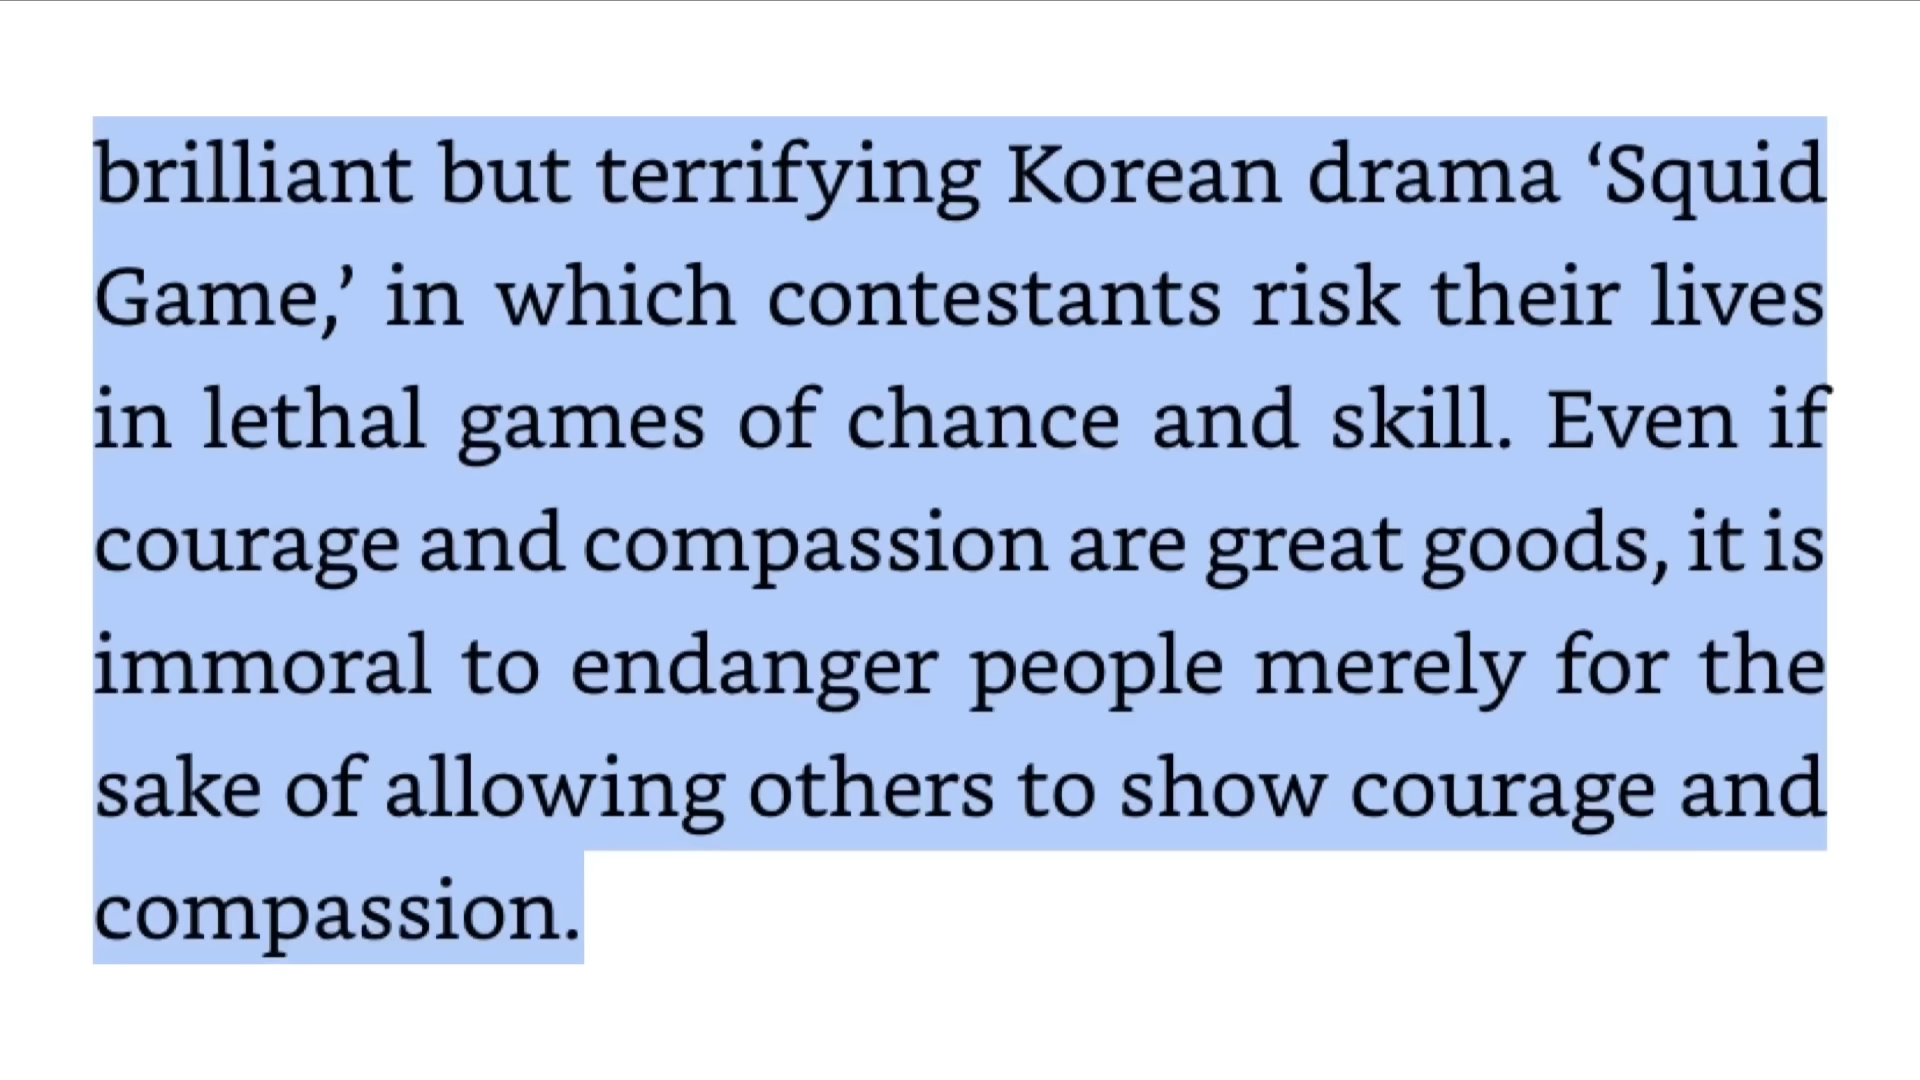 brilliant but terrifying Korean drama ‘Squid
Game,’ in which contestants risk their lives
in lethal games of chance and skill. Even if
courage and compassion are great goods, it is
immoral to endanger people merely for the
sake of allowing others to show courage and
compassion.